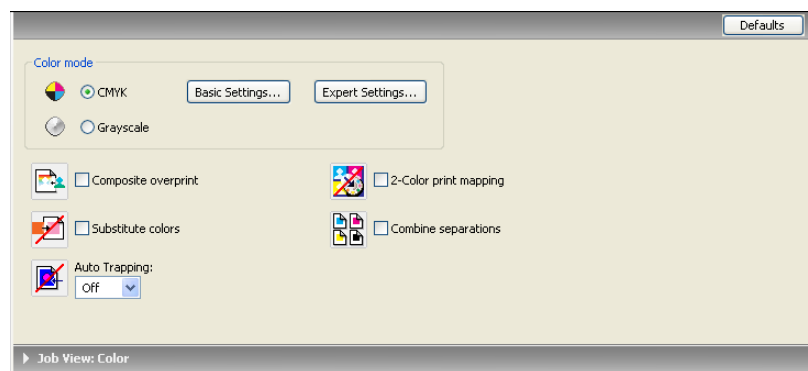 Defaults
Color mode
CMYK Basic Settings... Expert Settings...
Grayscale
Composite overprint 2-Color print mapping
Substitute colors Combine separations
Auto Trapping:
Off
Job View: Color